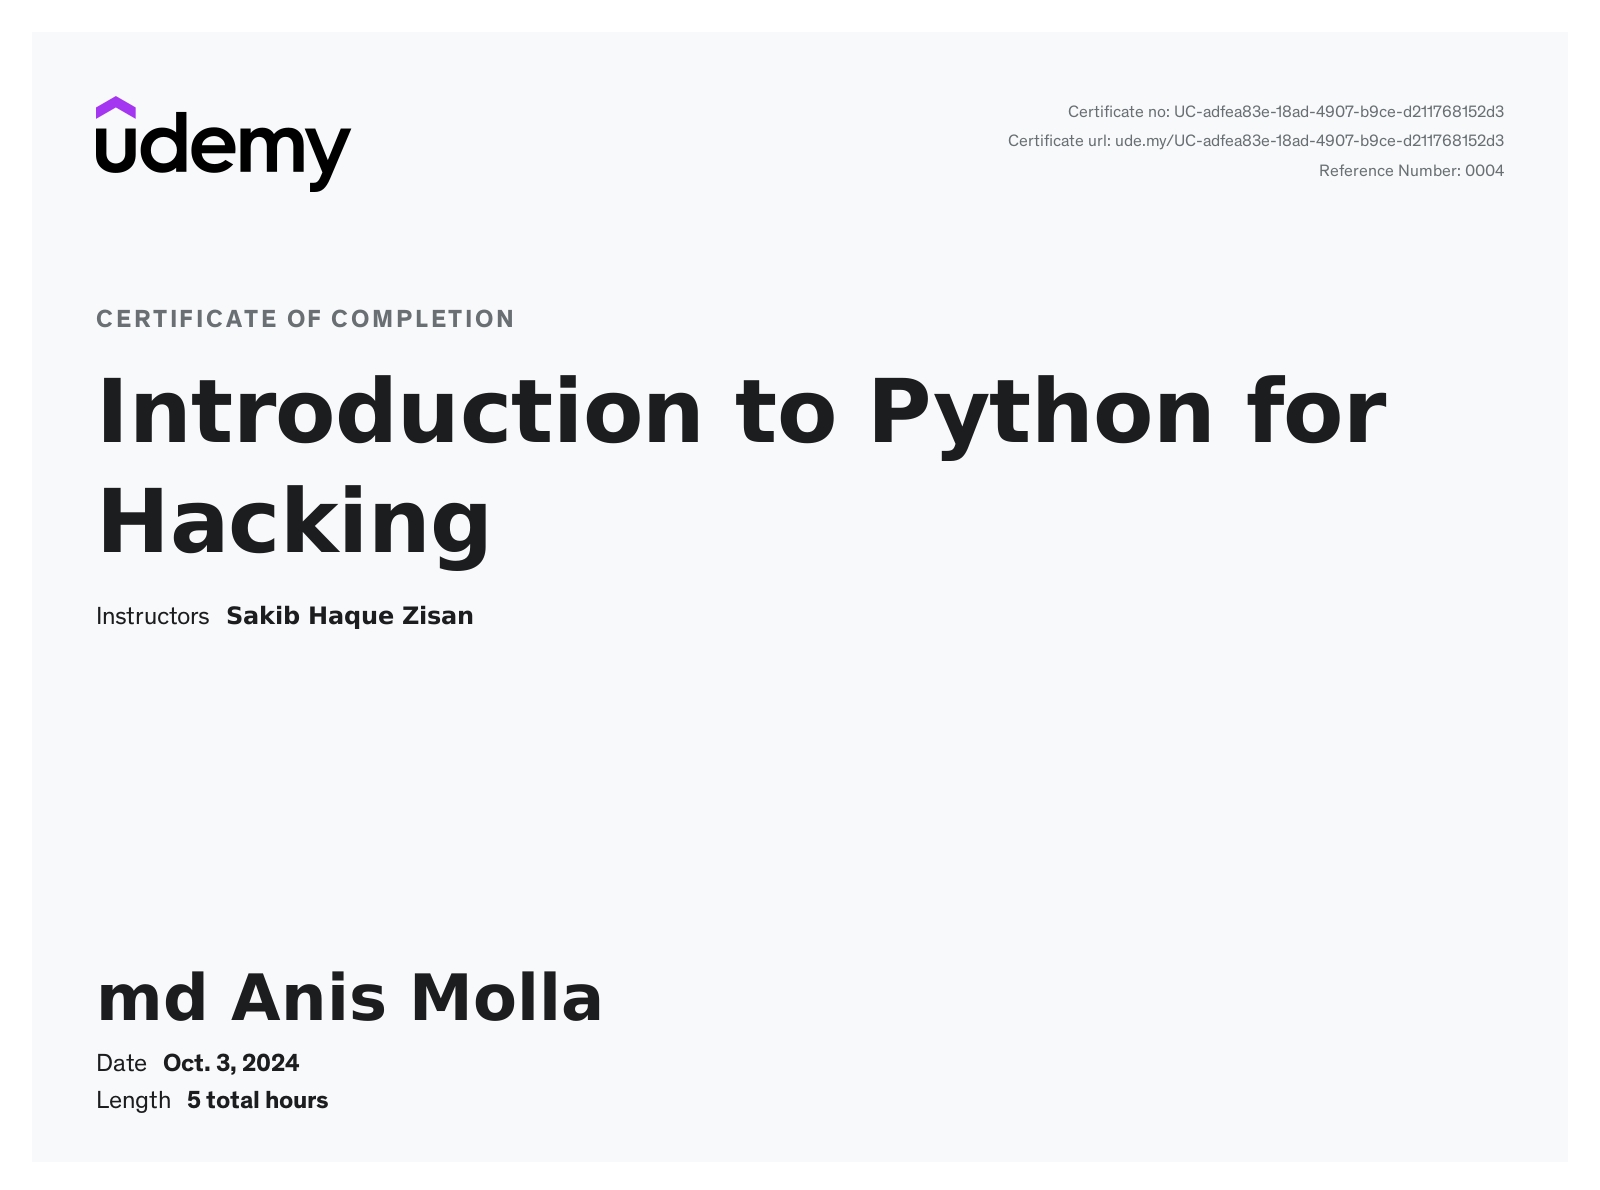 udemy
Certificate no: UC-adfea83e-18ad-4907-b9ce-d211768152d3
Certificate url: ude.my/UC-adfea83e-18ad-4907-b9ce-d211768152d3
Reference Number: 0004
CERTIFICATE OF COMPLETION
Introduction to Python for
Hacking
Instructors Sakib Haque Zisan
md Anis Molla
Date Oct. 3, 2024
Length 5 total hours